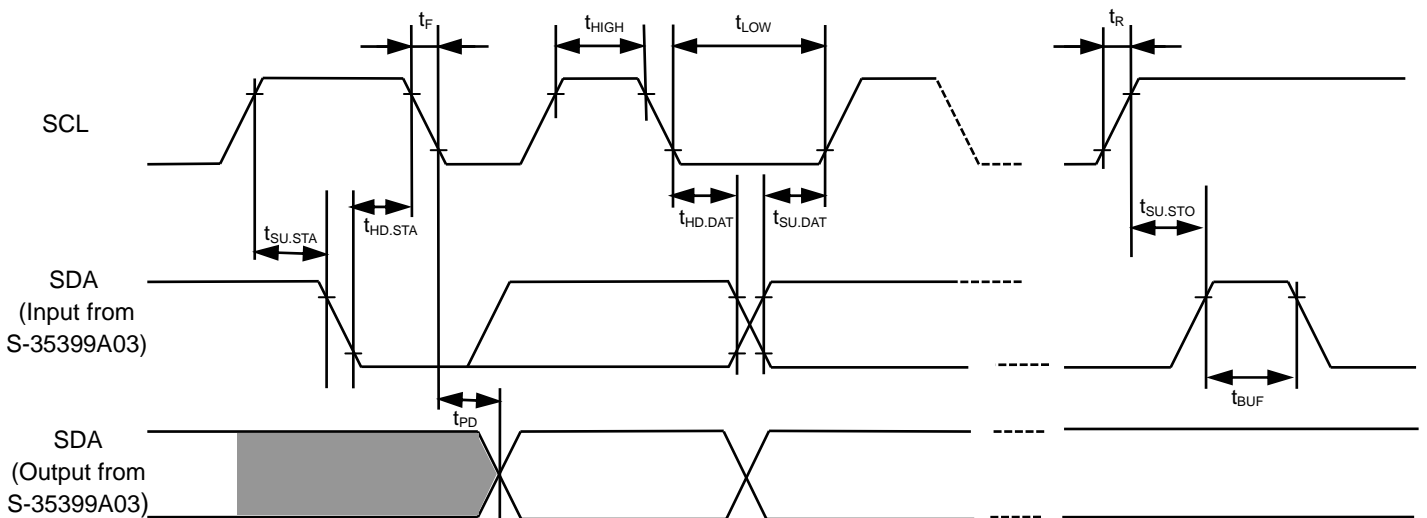 tF
tHIGH
tLOW
tR
SCL
tSU.STA
tHD.STA
tHD.DAT
tSU.DAT
tSU.STO
SDA
(Input from
S-35399A03)
tBUF
tPD
SDA
(Output from
S-35399A03)